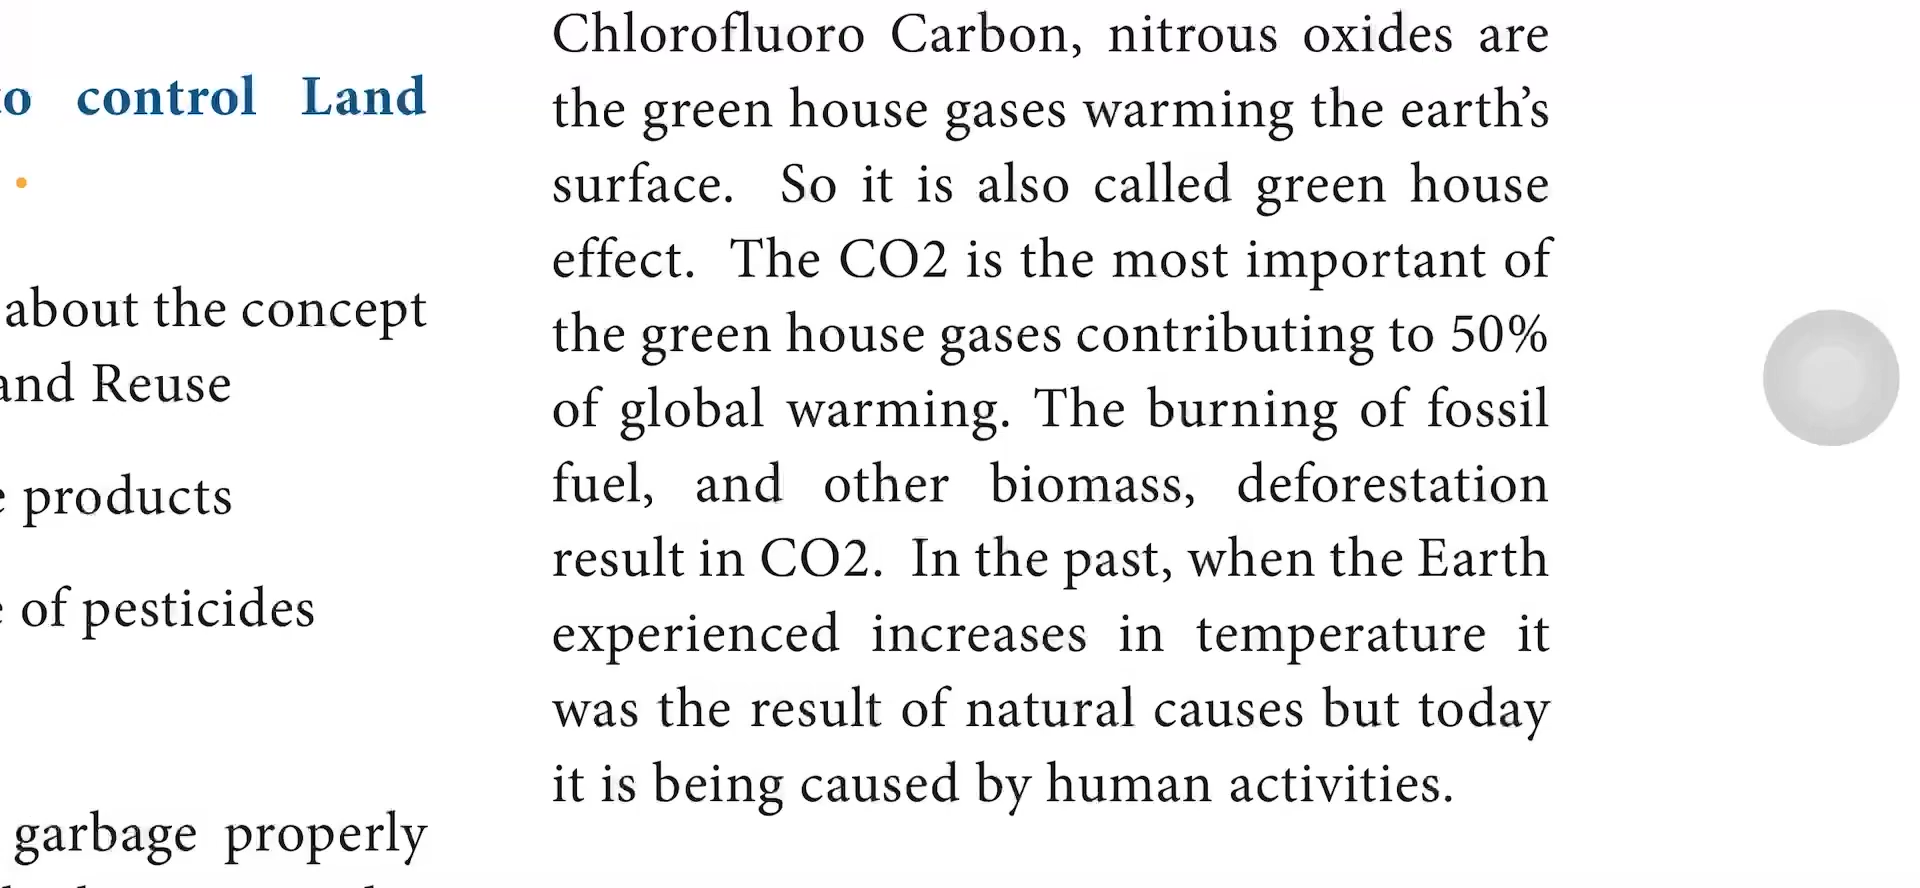 control Land
about the concept
and Reuse
products
of pesticides
garbage properly
Chlorofluoro Carbon, nitrous oxides are
the green house gases warming the earth's
surface. So it is also called green house
effect. The CO2 is the most important of
the green house gases contributing to 50%
of global warming. The burning of fossil
fuel, and other biomass, deforestation
result in CO2. In the past, when the Earth
experienced increases in temperature it
was the result of natural causes but today
it is being caused by human activities.